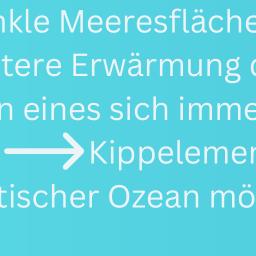 nkle Meeresfläche
tere Erwärmung
n eines sich imme
→Kippelemen
tischer Ozean mö